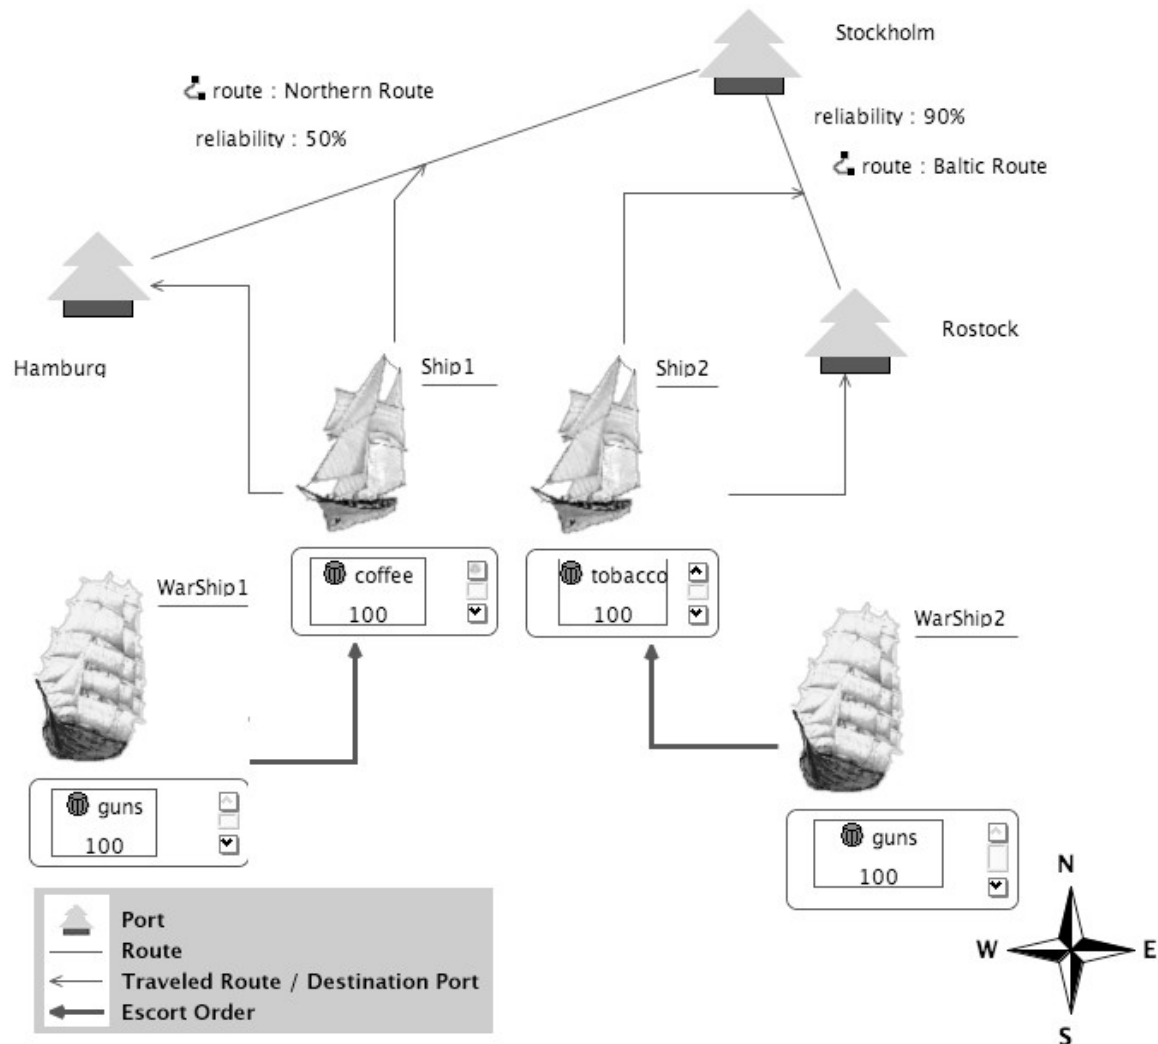 Stockholm
route : Northern Route
reliability : 50%
reliability : 90%
route : Baltic Route
Hamburg
Rostock
Ship1
Ship2
coffee
100
tobacco
100
WarShip1
WarShip2
guns
100
guns
100
Port
Route
Traveled Route / Destination Port
Escort Order
N
W
E
S